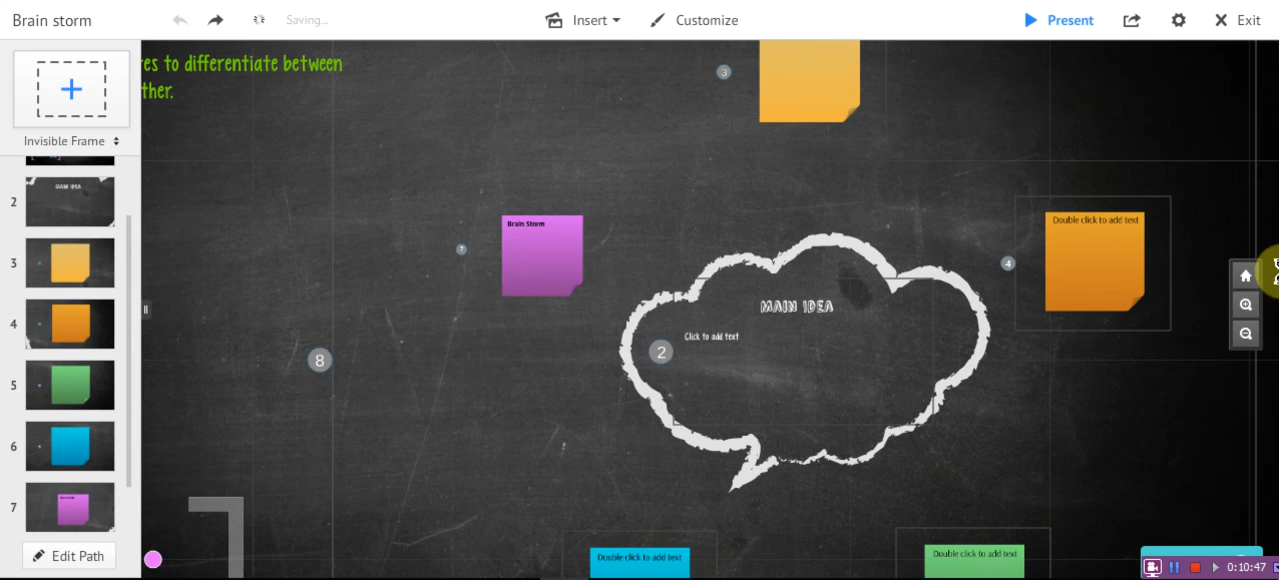 Brain storm
Saving...
Insert
Customize
Present
Exit
res to differentiate between
ther.
Invisible Frame
3
2
MAIN IDEA
3
4
5
6
7
Brain Storm
7
Double click to add text
4
MAIN IDEA
Click to add text
2
8
Double click to add text
Double click to add text
Edit Path
0:10:47